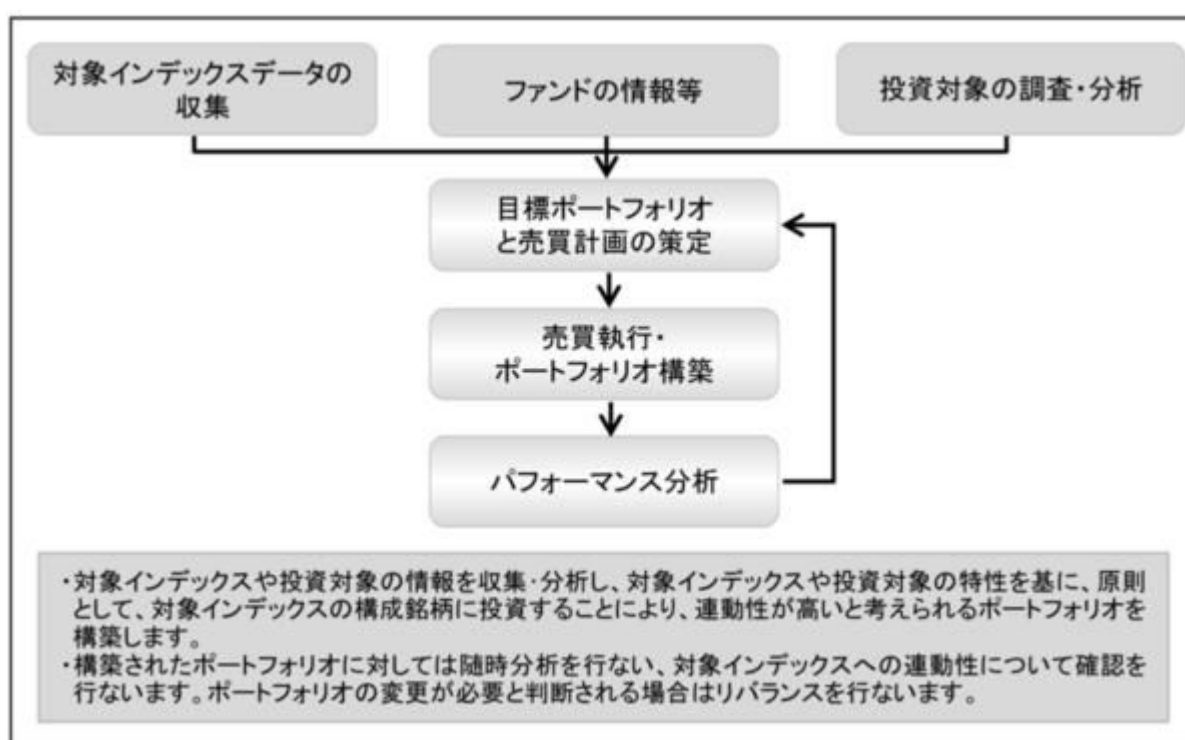 対象インデックスデータの
収集
ファンドの情報等
投資対象の調査・分析
目標ポートフォリオ
と売買計画の策定
売買執行・
ポートフォリオ構築
パフォーマンス分析
・対象インデックスや投資対象の情報を収集・分析し、対象インデックスや投資対象の特性を基に、原則
として、対象インデックスの構成銘柄に投資することにより、連動性が高いと考えられるポートフォリオを
構築します。
・構築されたポートフォリオに対しては随時分析を行ない、対象インデックスへの連動性について確認を
行ないます。ポートフォリオの変更が必要と判断される場合はリバランスを行ないます。